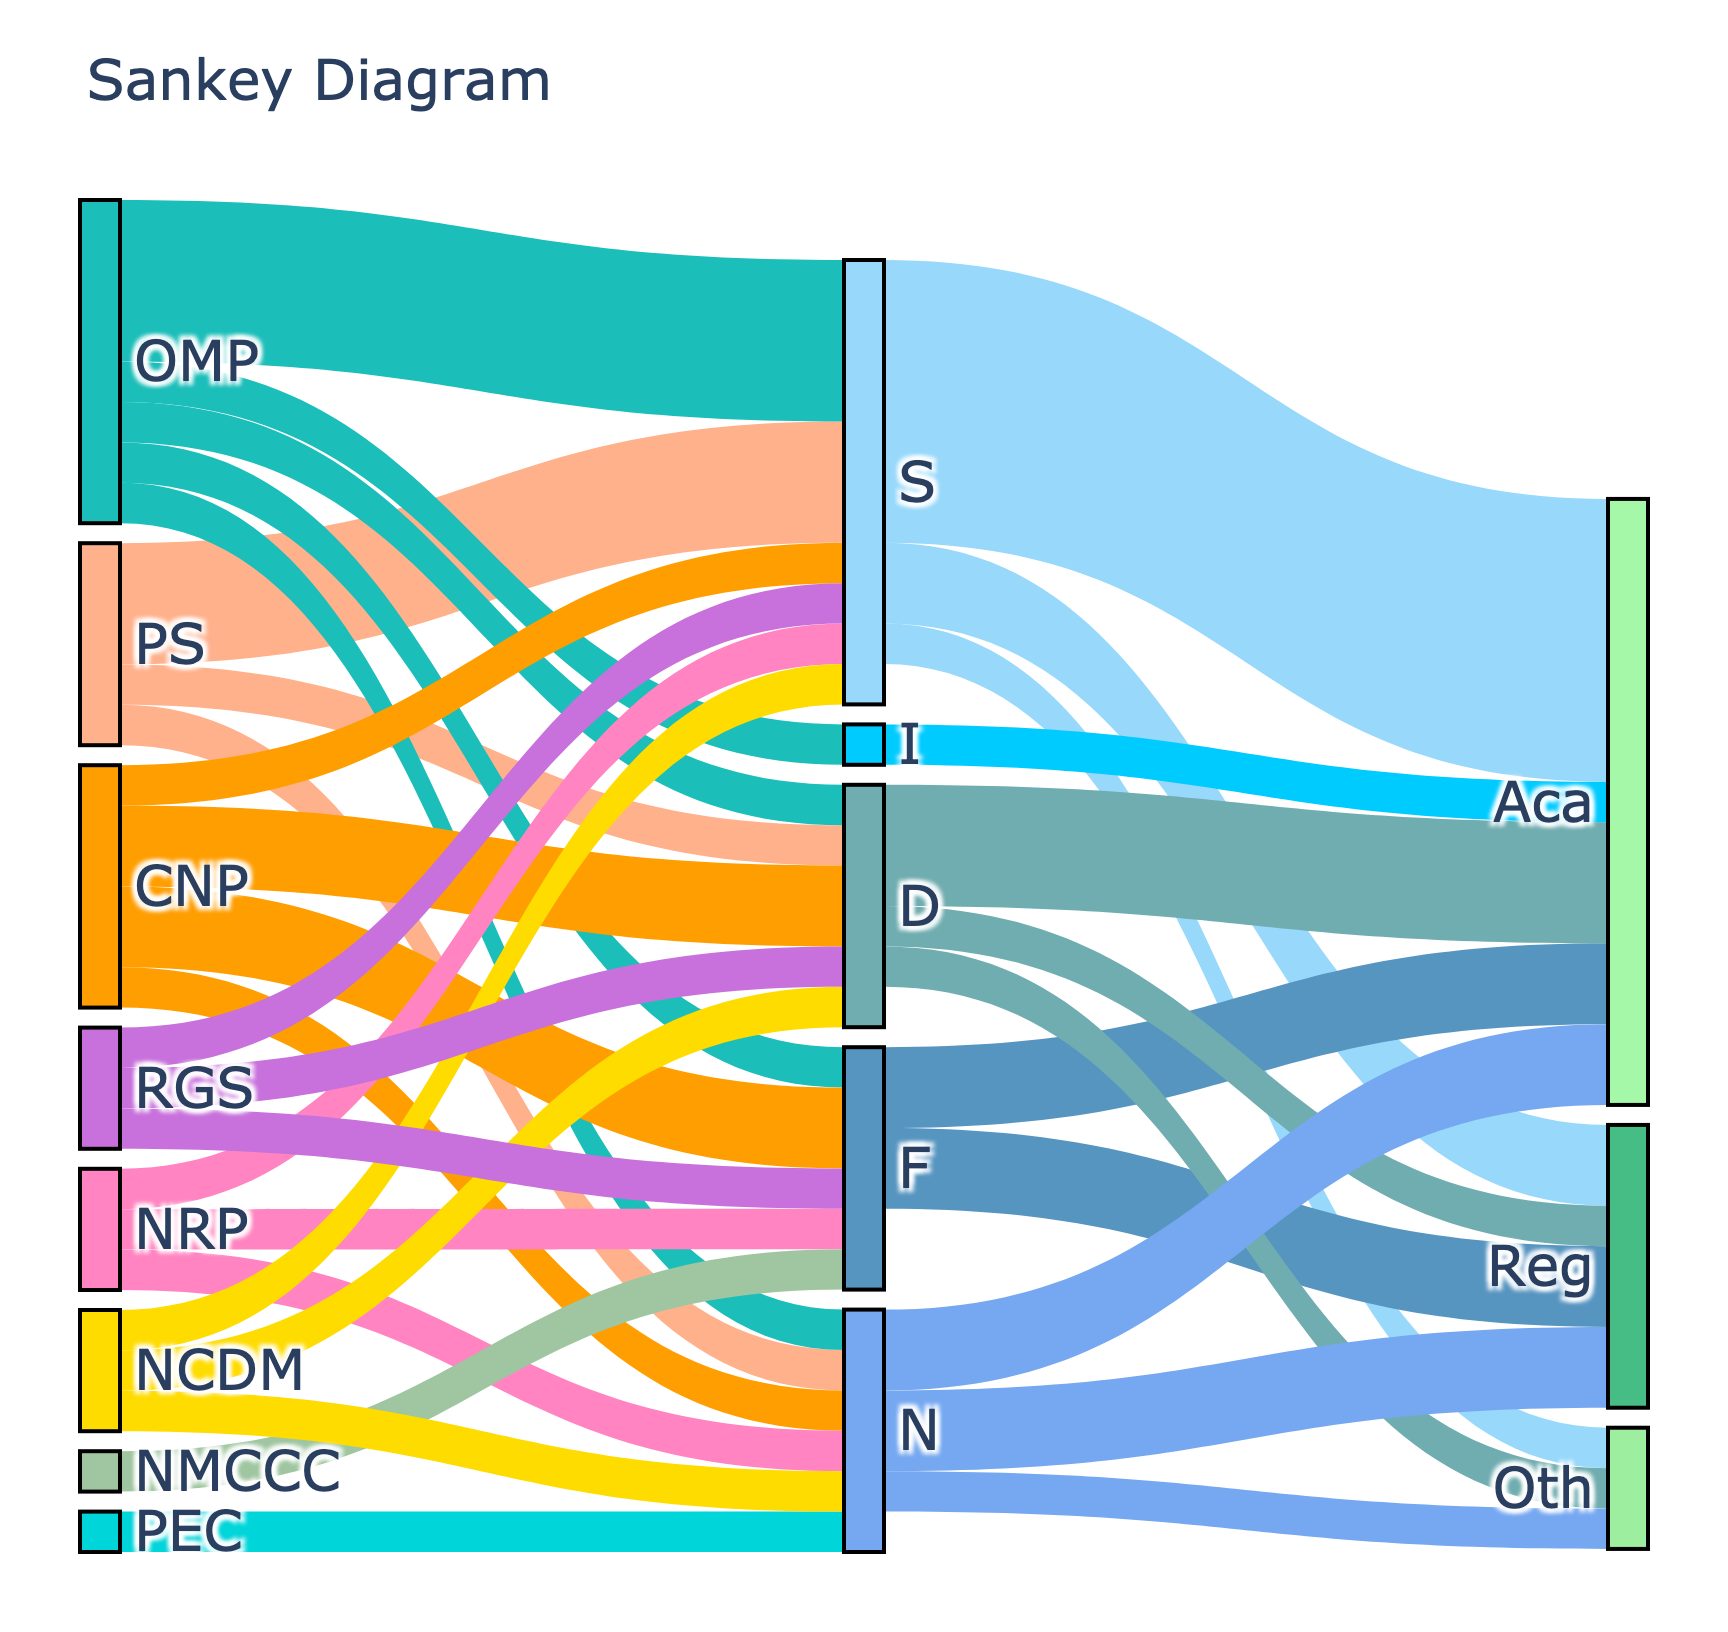 Sankey Diagram
OMP
PS
CNP
RGS
NRP
NCDM
NMCCC
PEC
S
I
D
F
N
Aca
Reg
Oth